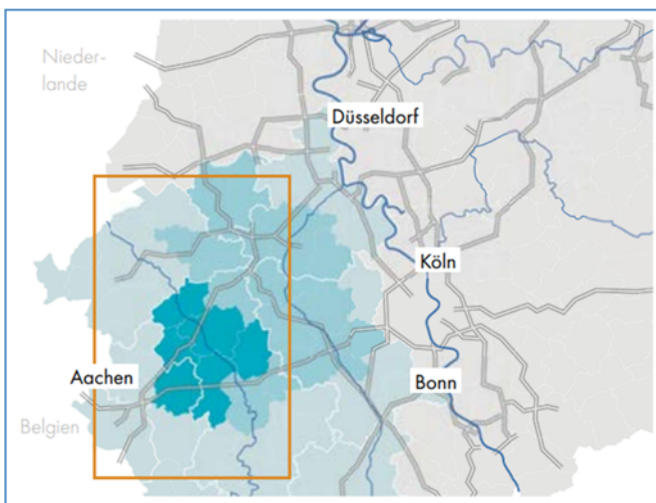 Nieder-
lande
Düsseldorf
Köln
Aachen
Bonn
Belgien